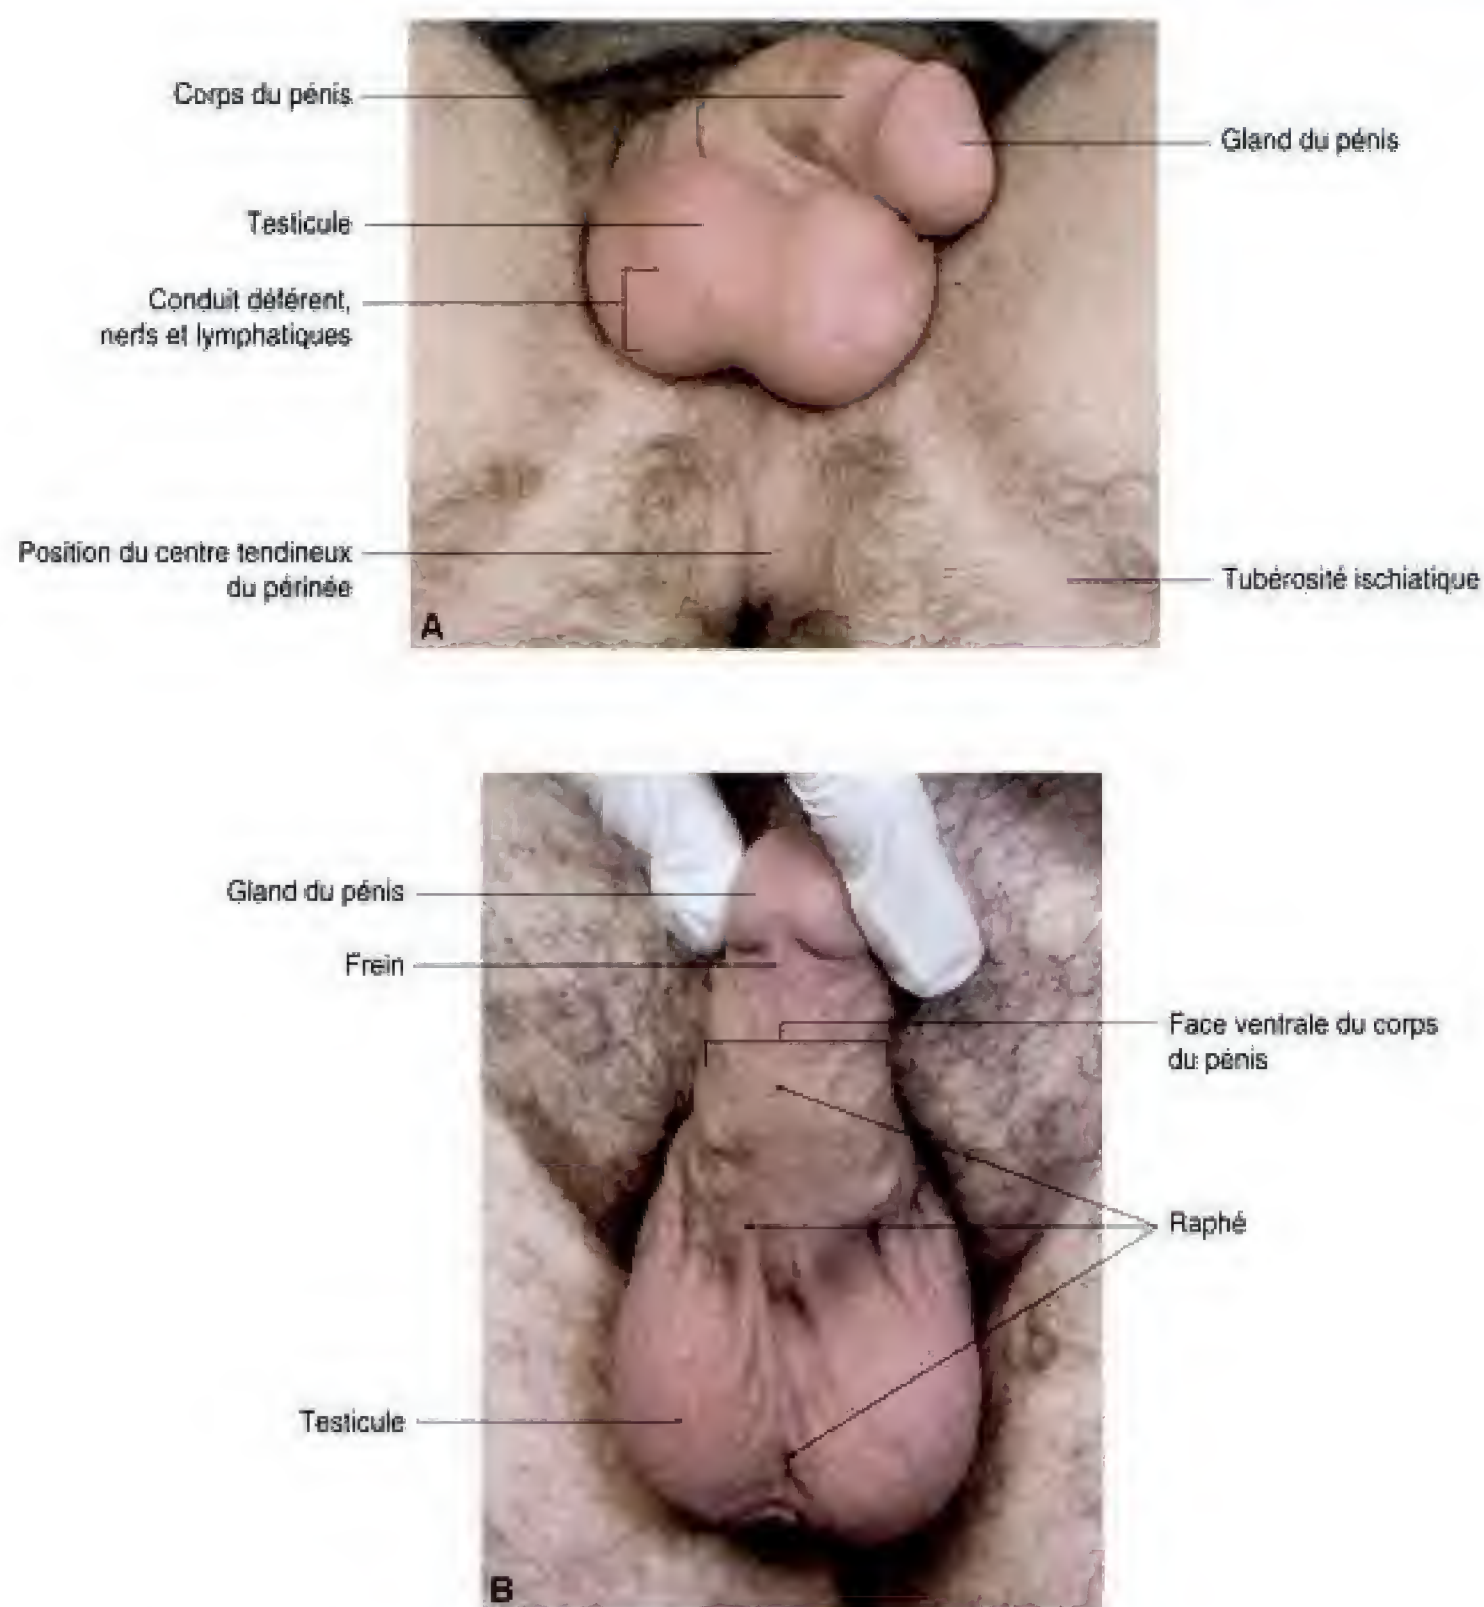 Corps du pénis
Gland du pénis
Testicule
Conduit déférent,
nerfs et lymphatiques
Position du centre tendineux
du périnée
Tubérosité ischiatique
A
Gland du pénis
Frein
Face ventrale du corps
du pénis
Raphé
Testicule
B